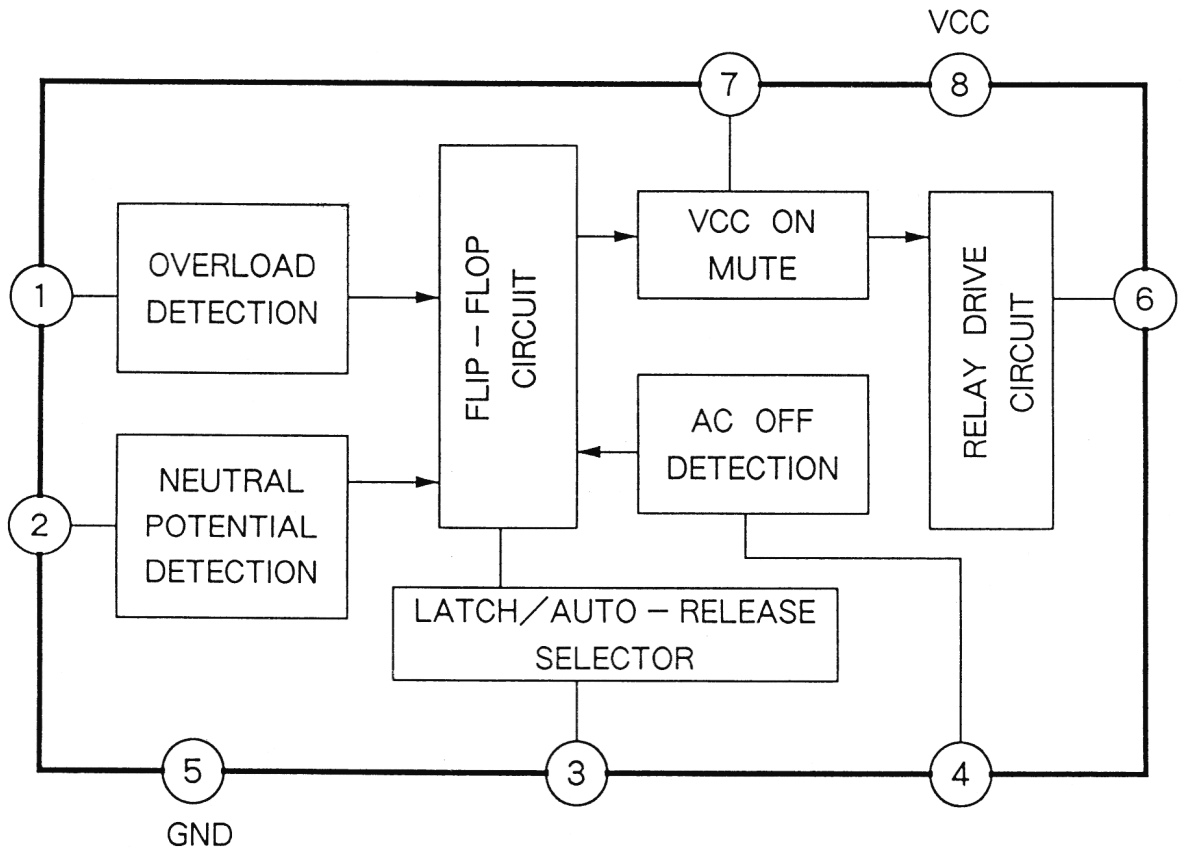 VCC
7
8
OVERLOAD
DETECTION
FLIP-FLOP
CIRCUIT
VCC ON
MUTE
RELAY DRIVE
CIRCUIT
1
6
AC OFF
DETECTION
NEUTRAL
POTENTIAL
DETECTION
2
LATCH/AUTO-RELEASE
SELECTOR
5
3
4
GND